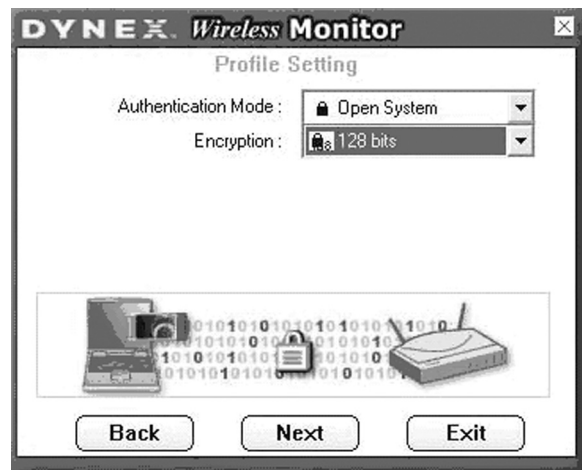 DYNEX Wireless Monitor
Profile Setting
Authentication Mode : Open System
Encryption : 128 bits
Back Next Exit